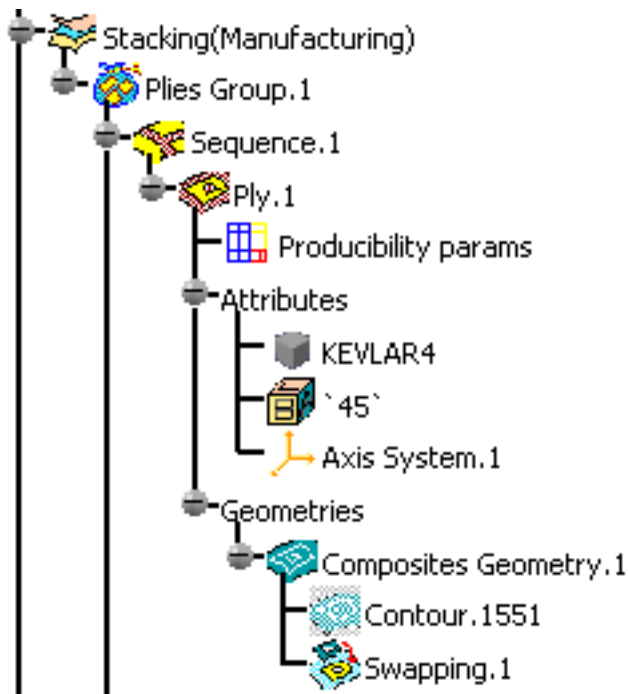 Stacking(Manufacturing)
Plies Group.1
Sequence.1
Ply.1
Producibility params
Attributes
KEVLAR4
`45`
Axis System.1
Geometries
Composites Geometry.1
Contour.1551
Swapping.1